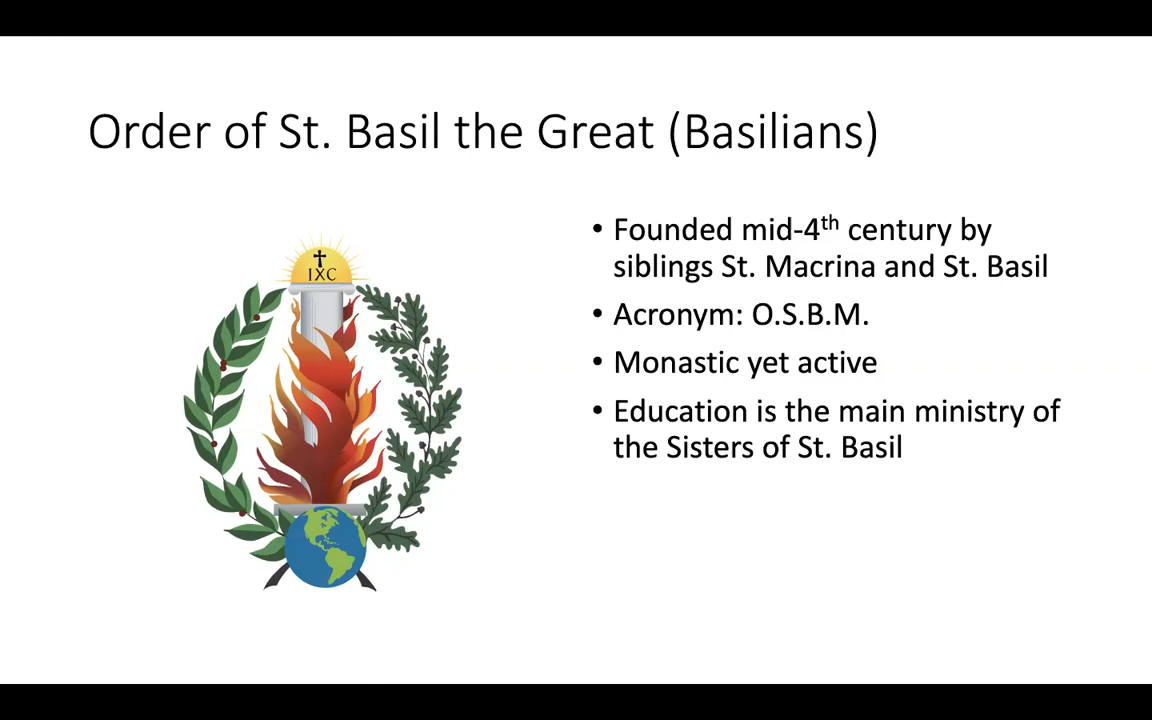 Order of St. Basil the Great (Basilians)
IXC
• Founded mid-4th century by
siblings St. Macrina and St. Basil
• Acronym: O.S.B.M.
• Monastic yet active
• Education is the main ministry of
the Sisters of St. Basil